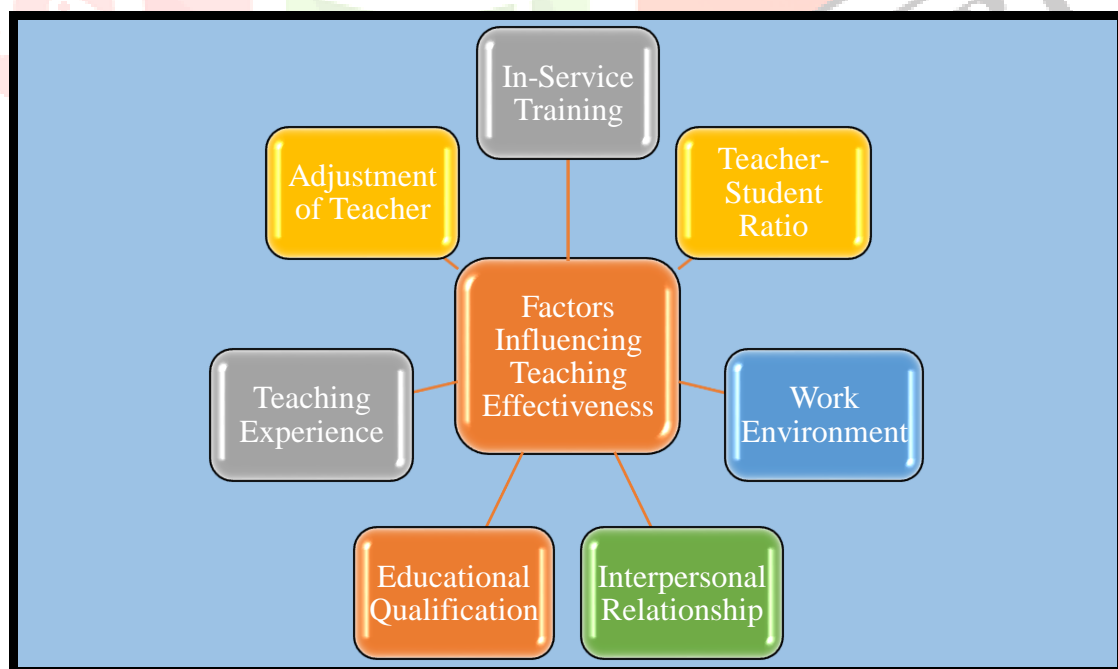 In-Service
Training
Adjustment
of Teacher
Teacher-
Student
Ratio
Factors
Influencing
Teaching
Effectiveness
Teaching
Experience
Work
Environment
Educational
Qualification
Interpersonal
Relationship